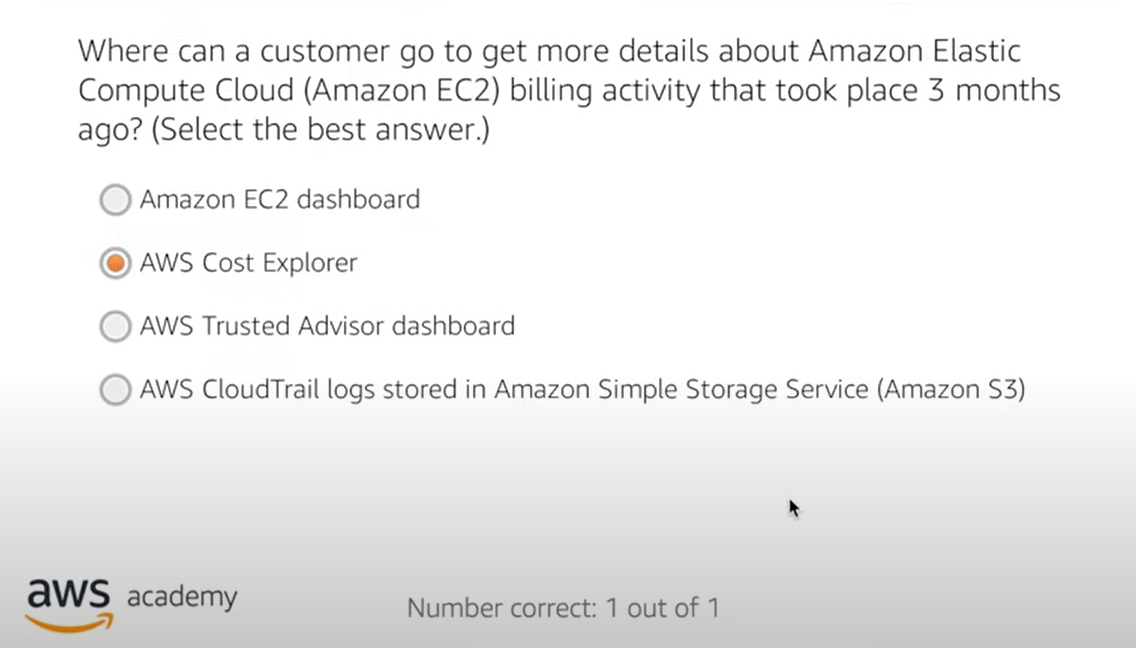 Where can a customer go to get more details about Amazon Elastic
Compute Cloud (Amazon EC2) billing activity that took place 3 months
ago? (Select the best answer.)
Amazon EC2 dashboard
AWS Cost Explorer
AWS Trusted Advisor dashboard
AWS CloudTrail logs stored in Amazon Simple Storage Service (Amazon S3)
aws academy
Number correct: 1 out of 1